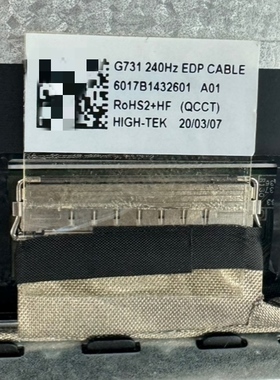 G731 240Hz EDP CABLE
6017B1432601 A01
RoHS2+HF (QCCT)
HIGH-TEK 20/03/07